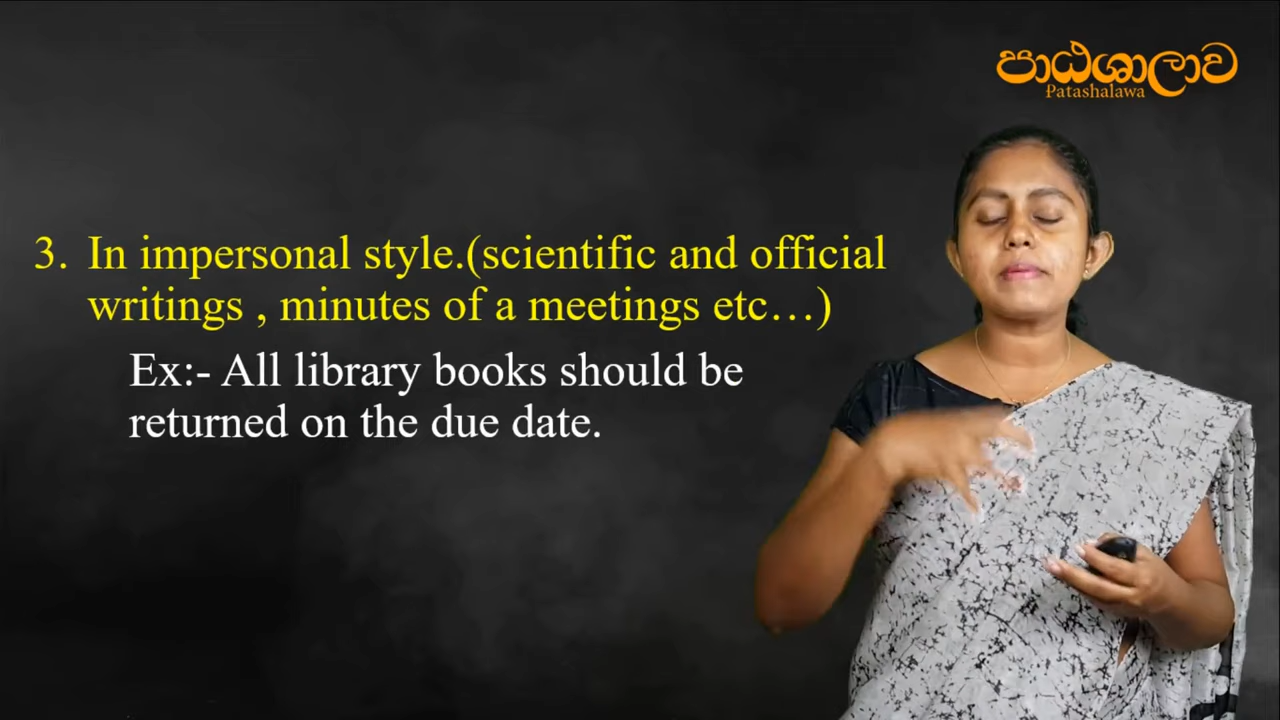 පාඨශාලාව
Patashalawa
3. In impersonal style.(scientific and official
writings , minutes of a meetings etc…)
Ex:- All library books should be
returned on the due date.